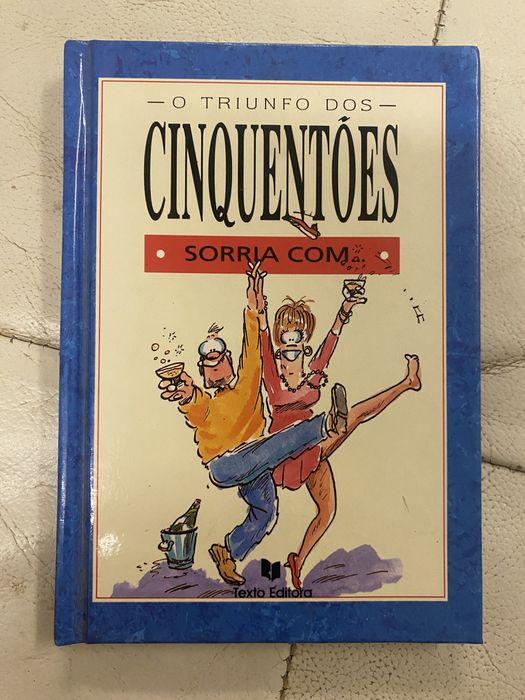 — O TRIUNFO DOS —
CINQUENTÕES
• SORRIA COM... •
Texto Editora